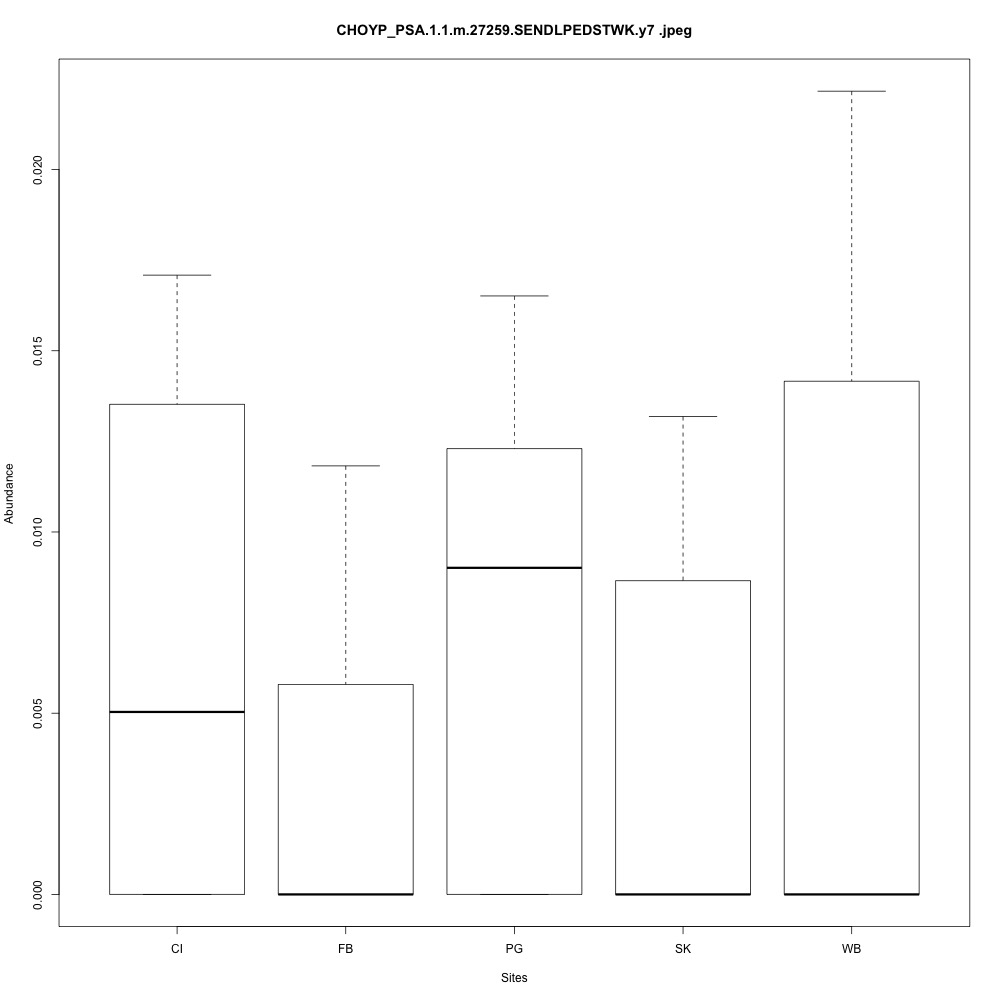 CHOYP_PSA.1.1.m.27259.SENDLPEDSTWK.y7 .jpeg
Abundance
0.020
0.015
0.010
0.005
0.000
CI FB PG SK WB
Sites